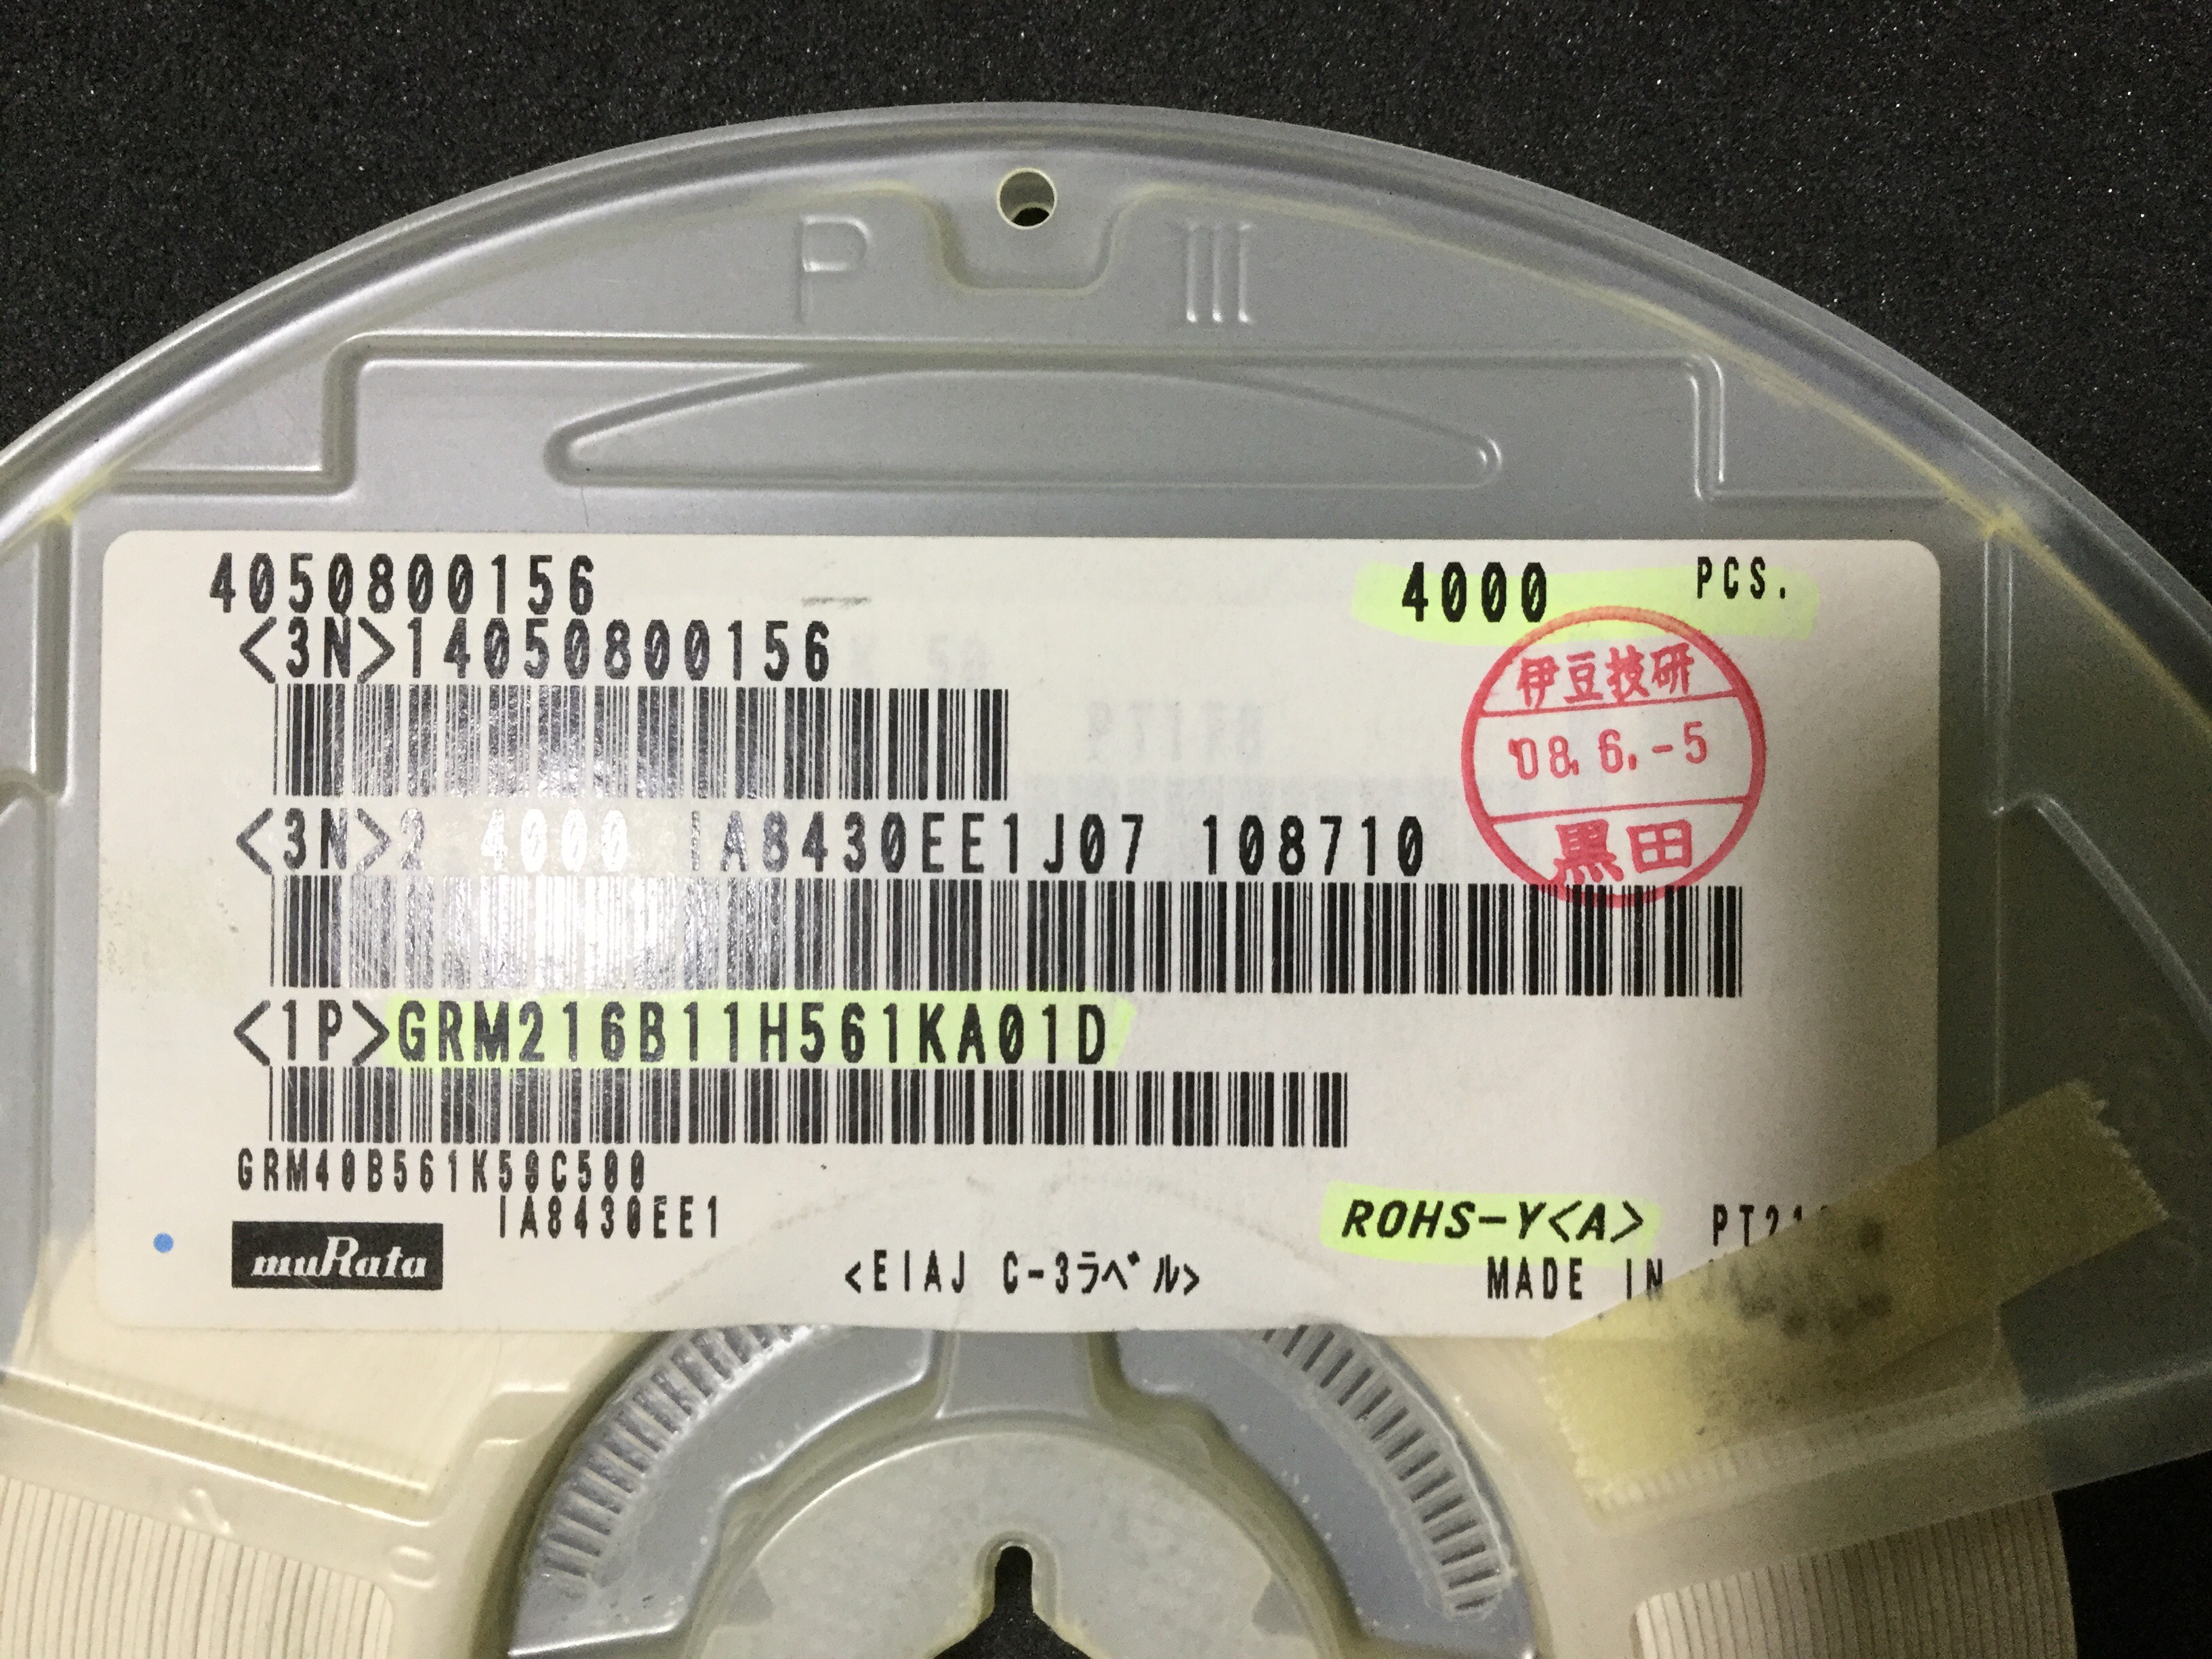 P III
4050800156
4000 PCS.
<3N>14050800156
伊豆技研
'08.6.-5
黒田
<3N>2 4000 IA8430EE1J07 108710
<1P>GRM216B11H561KA01D
GRM40B561K50C500
IA8430EE1
ROHS-Y<A>
muRata
<EIAJ C-3ラベル>
MADE IN